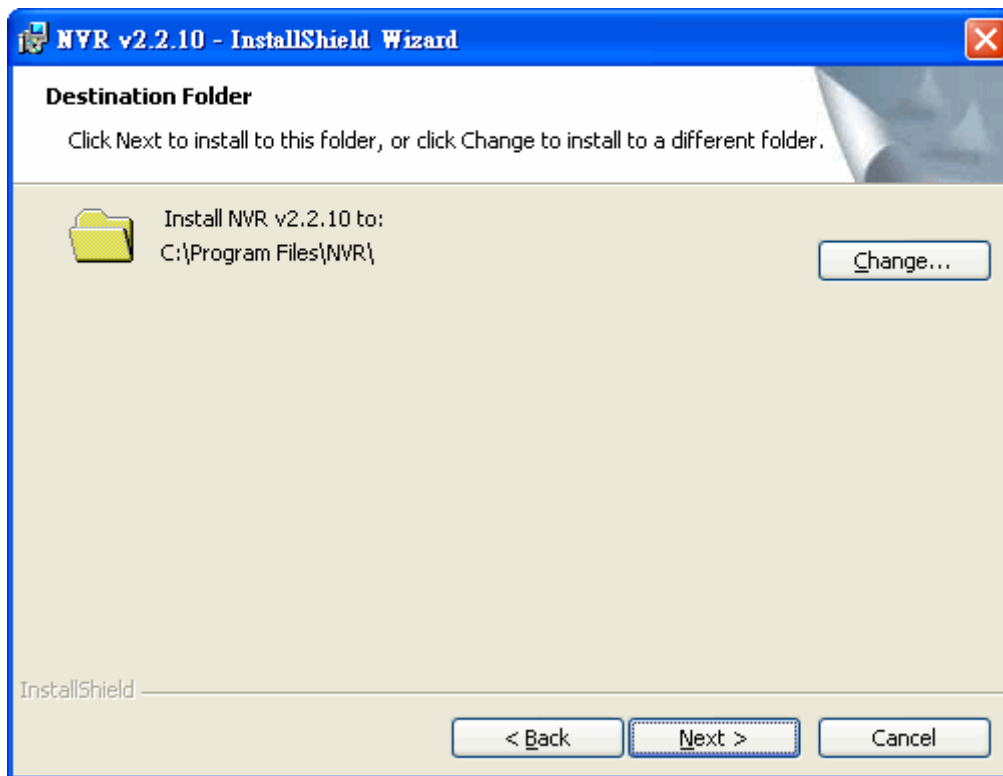 NVR v2.2.10 - InstallShield Wizard
Destination Folder
Click Next to install to this folder, or click Change to install to a different folder.
Install NVR v2.2.10 to:
C:\Program Files\NVR\
Change...
InstallShield
< Back
Next >
Cancel